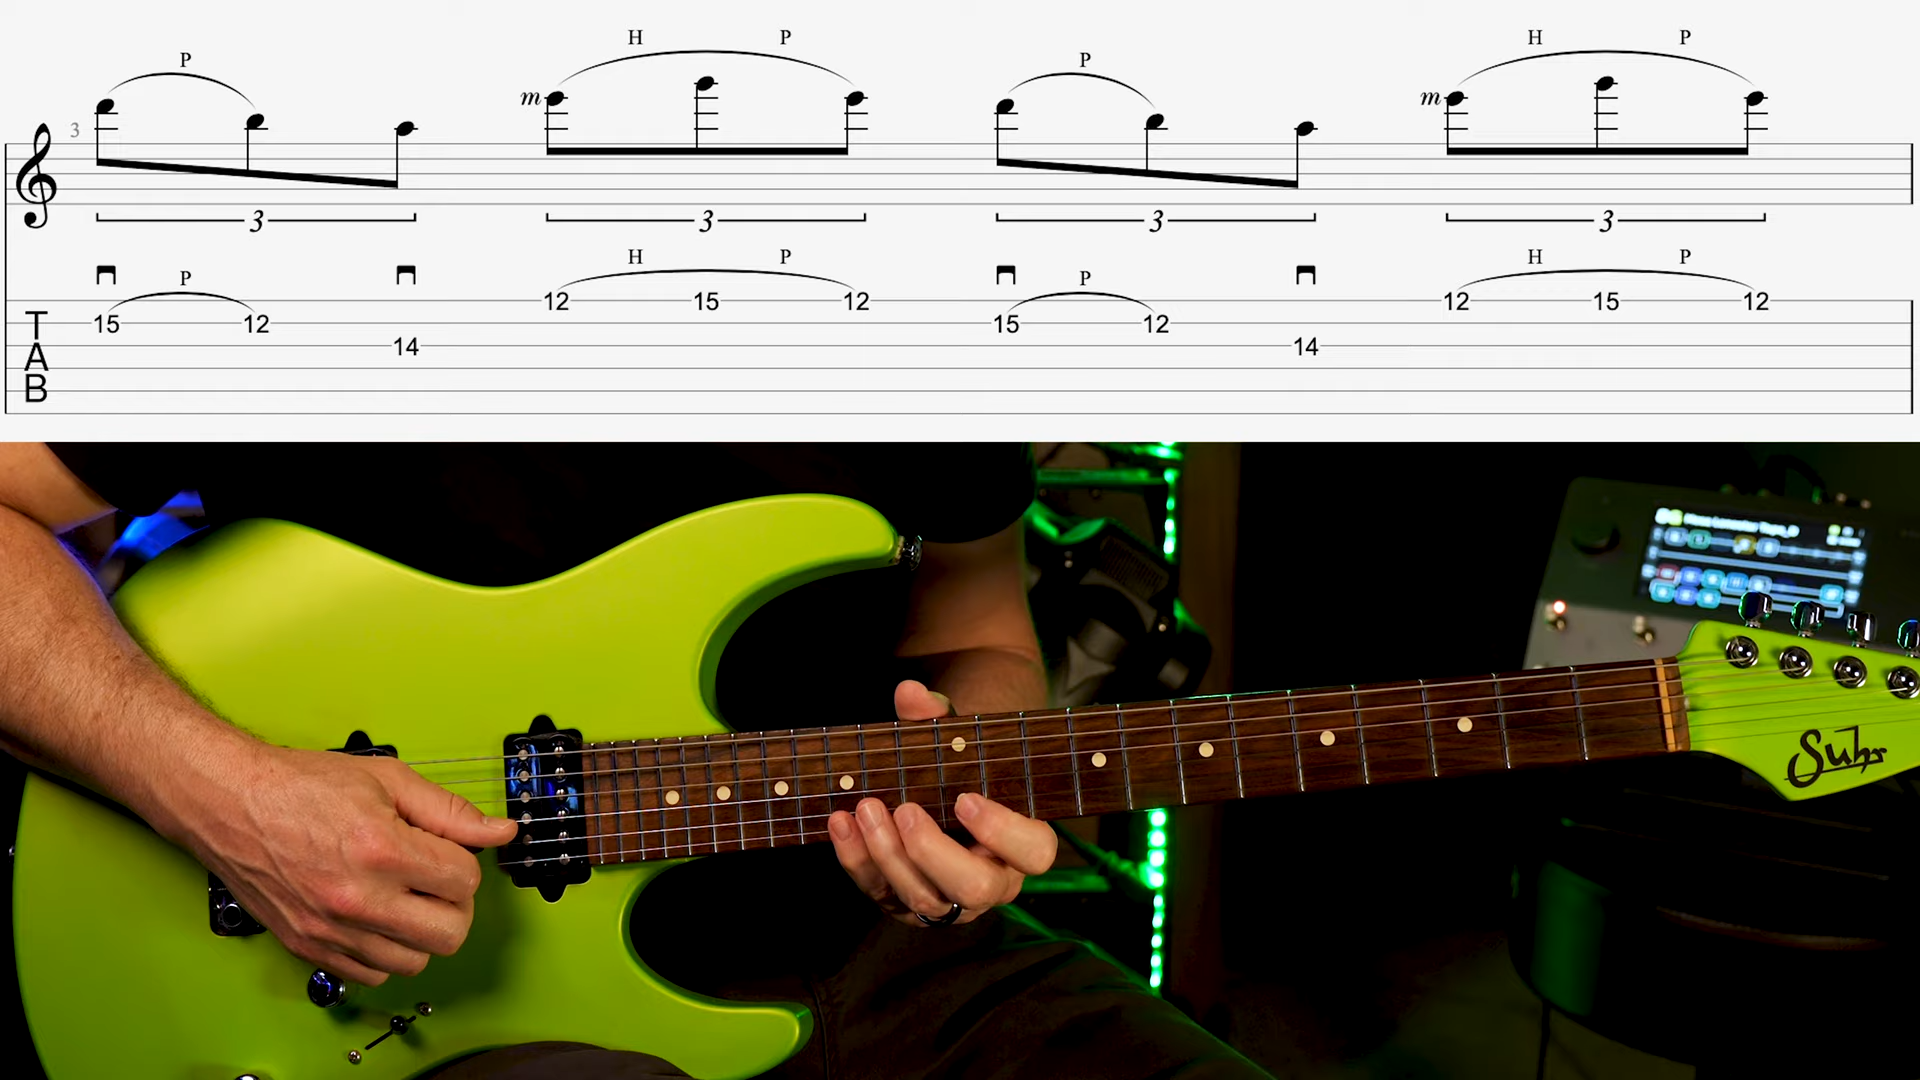 H P H P
P P
m m
3
3 3 3 3
H P H P
P P
12 15 12 12 15 12
T 15 12 15 12
A 14 14
B
Suhr